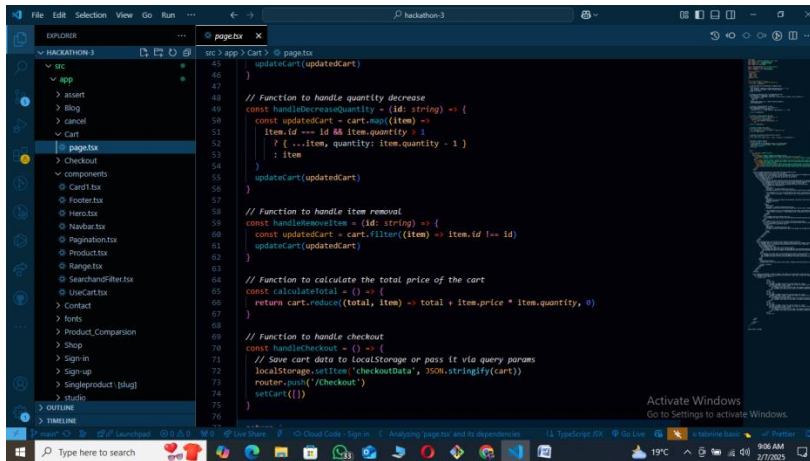 File Edit Selection View Go Run ...
hackathon-3
EXPLORER
HACKATHON-3
src
app
assert
Blog
cancel
Cart
page.tsx
Checkout
components
Card1.tsx
Footer.tsx
Hero.tsx
Navbar.tsx
Pagination.tsx
Product.tsx
Range.tsx
SearchandFilter.tsx
UseCart.tsx
Contact
fonts
Product_Comparsion
Shop
Sign-in
Sign-up
Singleproduct \ [slug]
studio
OUTLINE
TIMELINE
page.tsx
src > app > Cart > page.tsx
45 updateCart(updatedCart)
46 }
47
48 // Function to handle quantity decrease
49 const handleDecreaseQuantity = (id: string) => {
50 const updatedCart = cart.map((item) =>
51 item.id === id && item.quantity > 1
52 ? { ...item, quantity: item.quantity - 1 }
53 : item
54 )
55 updateCart(updatedCart)
56 }
57
58 // Function to handle item removal
59 const handleRemoveItem = (id: string) => {
60 const updatedCart = cart.filter((item) => item.id !== id)
61 updateCart(updatedCart)
62 }
63
64 // Function to calculate the total price of the cart
65 const calculateTotal = () => {
66 return cart.reduce((total, item) => total + item.price * item.quantity, 0)
67 }
68
69 // Function to handle checkout
70 const handleCheckout = () => {
71 // Save cart data to localStorage or pass it via query params
72 localStorage.setItem('checkoutData', JSON.stringify(cart))
73 router.push('/Checkout')
74 setCart([])
75 }
76
Activate Windows
Go to Settings to activate Windows.
main* Launchpad 0 0 0 Live Share Cloud Code - Sign in Analyzing 'page.tsx' and its dependencies TypeScript JSX Go Live tabnine basic Prettier
Type here to search
19°C
9:06 AM
2/7/2025